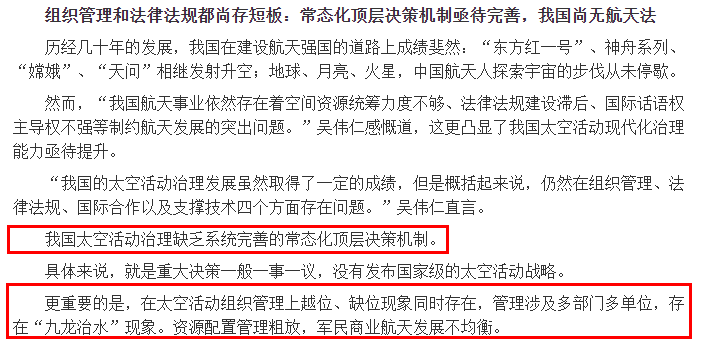 组织管理和法律法规都尚存短板：常态化顶层决策机制亟待完善，我国尚无航天法
历经几十年的发展，我国在建设航天强国的道路上成绩斐然：“东方红一号”、神舟系列、
“嫦娥”、“天问”相继发射升空；地球、月亮、火星，中国航天人探索宇宙的步伐从未停歇。
然而，“我国航天事业依然存在着空间资源统筹力度不够、法律法规建设滞后、国际话语权
主导权不强等制约航天发展的突出问题。”吴伟仁感慨道，这更凸显了我国太空活动现代化治理
能力亟待提升。
“我国的太空活动治理发展虽然取得了一定的成绩，但是概括起来说，仍然在组织管理、法
律法规、国际合作以及支撑技术四个方面存在问题。”吴伟仁直言。
我国太空活动治理缺乏系统完善的常态化顶层决策机制。
具体来说，就是重大决策一般一事一议，没有发布国家级的太空活动战略。
更重要的是，在太空活动组织管理上越位、缺位现象同时存在，管理涉及多部门多单位，存
在“九龙治水”现象。资源配置管理粗放，军民商业航天发展不均衡。